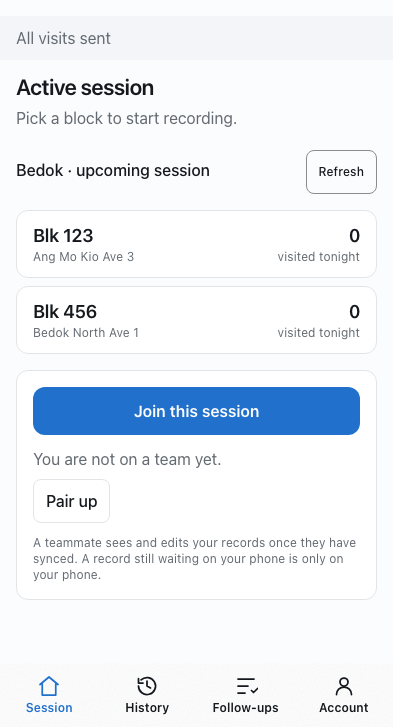 All visits sent
Active session
Pick a block to start recording.
Bedok · upcoming session
Refresh
Blk 123
0
Ang Mo Kio Ave 3
visited tonight
Blk 456
0
Bedok North Ave 1
visited tonight
Join this session
You are not on a team yet.
Pair up
A teammate sees and edits your records once they have
synced. A record still waiting on your phone is only on
your phone.
Session
History
Follow-ups
Account